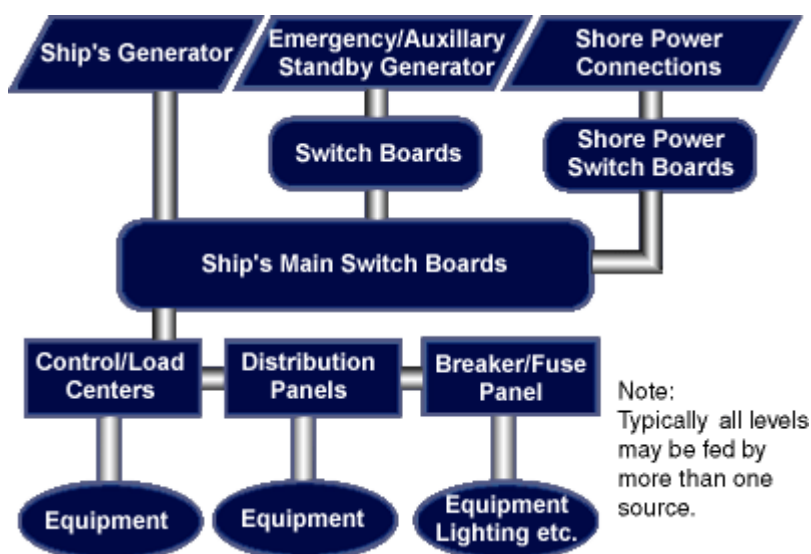 Ship's Generator
Emergency/Auxillary
Standby Generator
Shore Power
Connections
Switch Boards
Shore Power
Switch Boards
Ship's Main Switch Boards
Control/Load
Centers
Distribution
Panels
Breaker/Fuse
Panel
Note:
Typically all levels
may be fed by
more than one
source.
Equipment
Equipment
Equipment
Lighting etc.